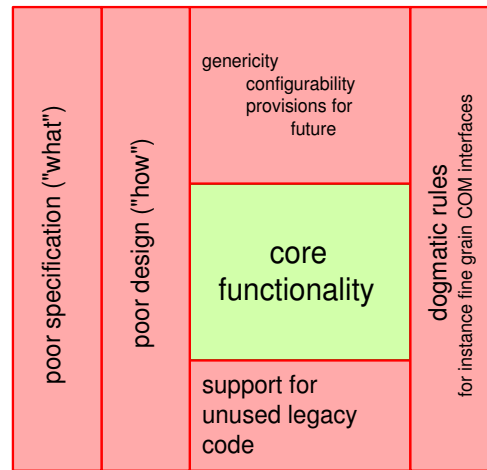 poor specification ("what")
poor design ("how")
genericity
configurability
provisions for
future
core
functionality
support for
unused legacy
code
dogmatic rules
for instance fine grain COM interfaces